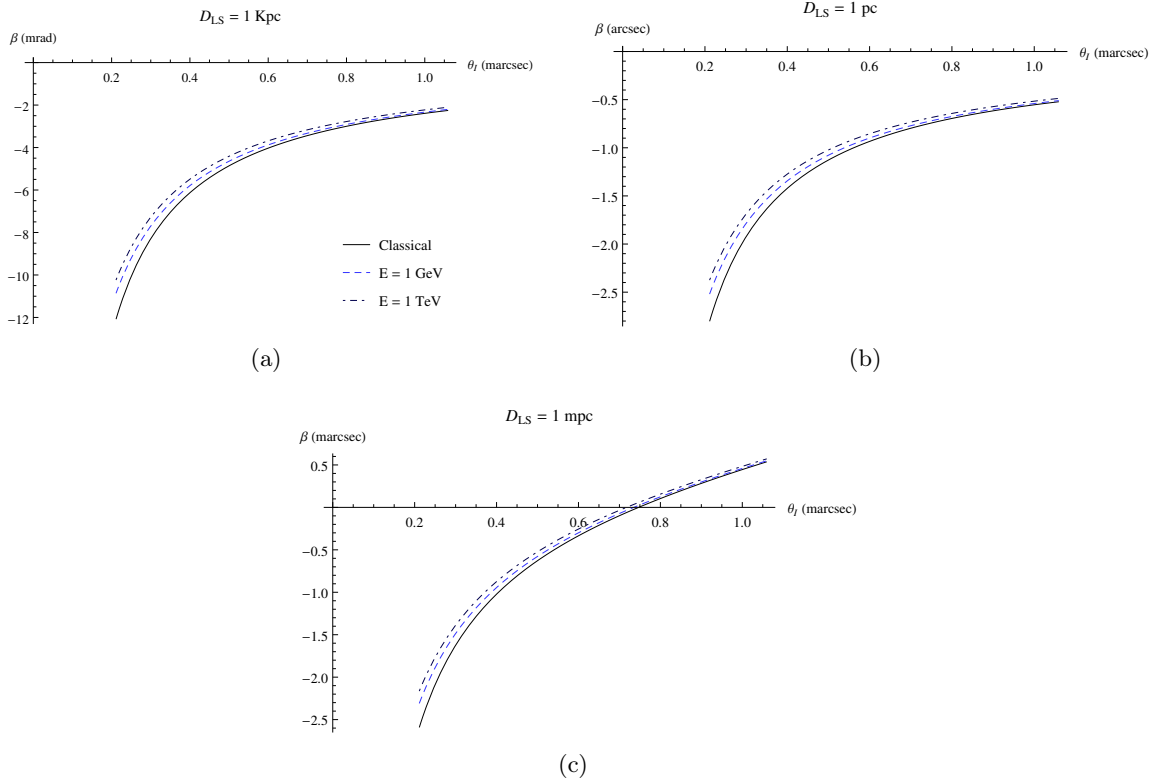 D_LS = 1 Kpc
β (mrad)
θ_I (marcsec)
0.2 0.4 0.6 0.8 1.0
−2
−4
−6
−8
−10
−12
Classical
E = 1 GeV
E = 1 TeV
(a)
D_LS = 1 pc
β (arcsec)
θ_I (marcsec)
0.2 0.4 0.6 0.8 1.0
−0.5
−1.0
−1.5
−2.0
−2.5
(b)
D_LS = 1 mpc
β (marcsec)
0.5
θ_I (marcsec)
0.2 0.4 0.6 0.8 1.0
−0.5
−1.0
−1.5
−2.0
−2.5
(c)